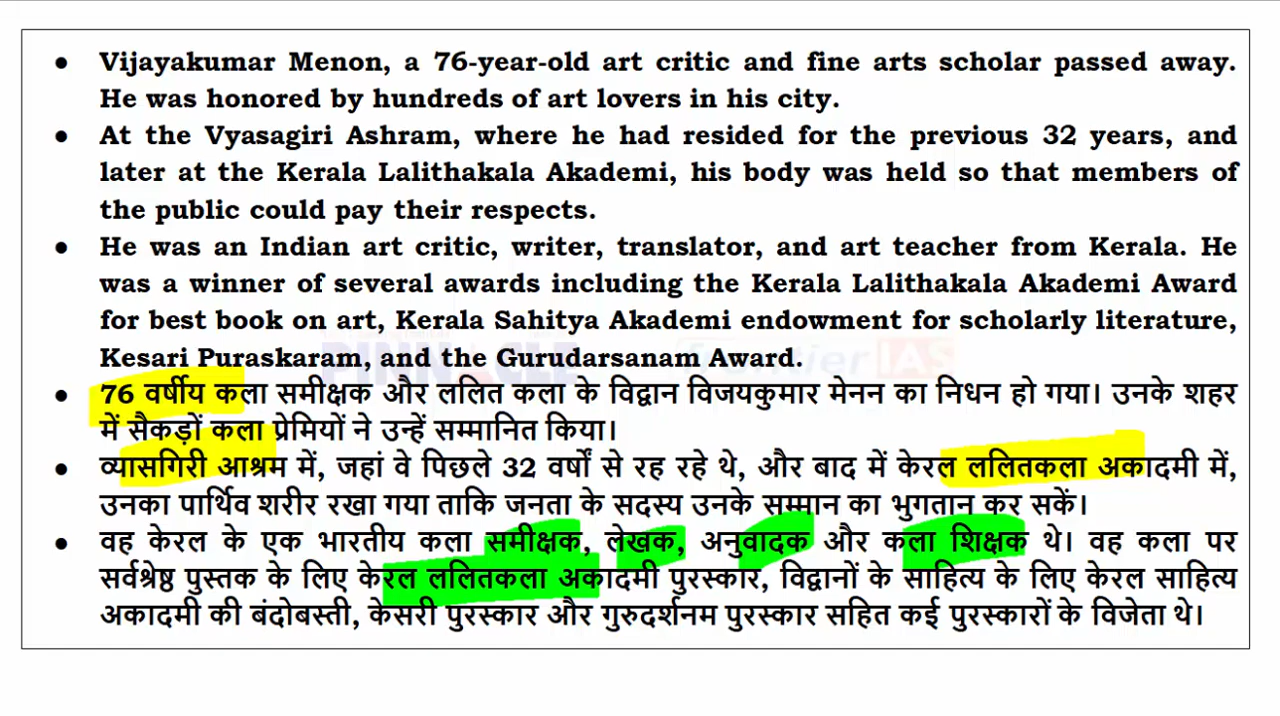 ● Vijayakumar Menon, a 76-year-old art critic and fine arts scholar passed away.
He was honored by hundreds of art lovers in his city.
● At the Vyasagiri Ashram, where he had resided for the previous 32 years, and
later at the Kerala Lalithakala Akademi, his body was held so that members of
the public could pay their respects.
● He was an Indian art critic, writer, translator, and art teacher from Kerala. He
was a winner of several awards including the Kerala Lalithakala Akademi Award
for best book on art, Kerala Sahitya Akademi endowment for scholarly literature,
PINNACLE frontier IAS
Kesari Puraskaram, and the Gurudarsanam Award.
● 76 वर्षीय कला समीक्षक और ललित कला के विद्वान विजयकुमार मेनन का निधन हो गया। उनके शहर
में सैकड़ों कला प्रेमियों ने उन्हें सम्मानित किया।
● व्यासगिरी आश्रम में, जहां वे पिछले 32 वर्षों से रह रहे थे, और बाद में केरल ललितकला अकादमी में,
उनका पार्थिव शरीर रखा गया ताकि जनता के सदस्य उनके सम्मान का भुगतान कर सकें।
● वह केरल के एक भारतीय कला समीक्षक, लेखक, अनुवादक और कला शिक्षक थे। वह कला पर
सर्वश्रेष्ठ पुस्तक के लिए केरल ललितकला अकादमी पुरस्कार, विद्वानों के साहित्य के लिए केरल साहित्य
अकादमी की बंदोबस्ती, केसरी पुरस्कार और गुरुदर्शनम पुरस्कार सहित कई पुरस्कारों के विजेता थे।